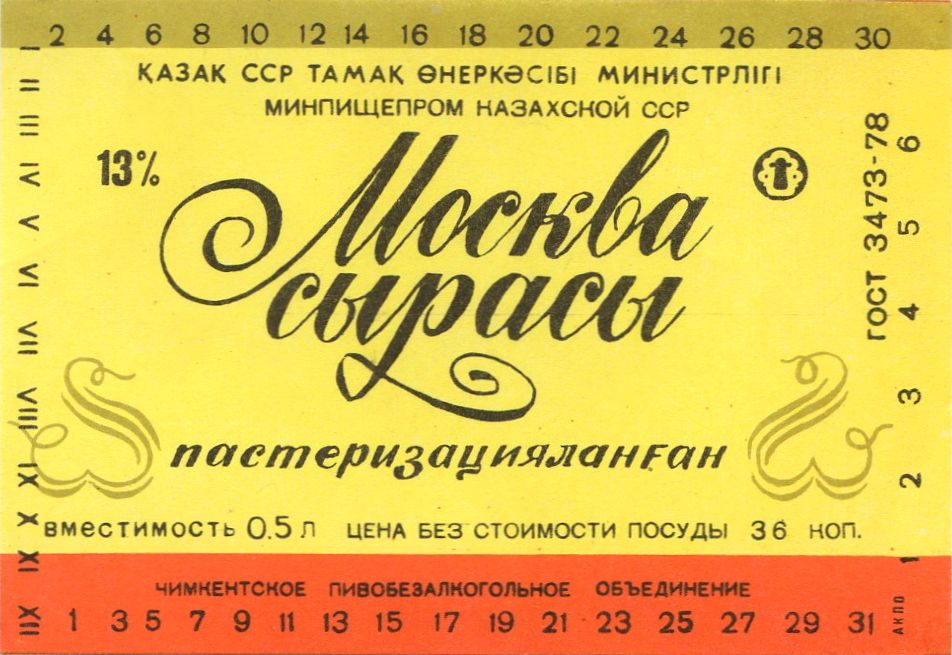 2 4 6 8 10 12 14 16 18 20 22 24 26 28 30
ҚАЗАҚ ССР ТАМАҚ ӨНЕРКӘСІБІ МИНИСТРЛІГІ
МИНПИЩЕПРОМ КАЗАХСКОЙ ССР
13%
Москва
сырасы
пастеризацияланған
вместимость 0.5 л ЦЕНА БЕЗ СТОИМОСТИ ПОСУДЫ 36 КОП.
ЧИМКЕНТСКОЕ ПИВОБЕЗАЛКОГОЛЬНОЕ ОБЪЕДИНЕНИЕ
1 3 5 7 9 11 13 15 17 19 21 23 25 27 29 31
I II III IV V VI VII VIII IX X XI XII
ГОСТ 3473-78
1 2 3 4 5 6
АКПО